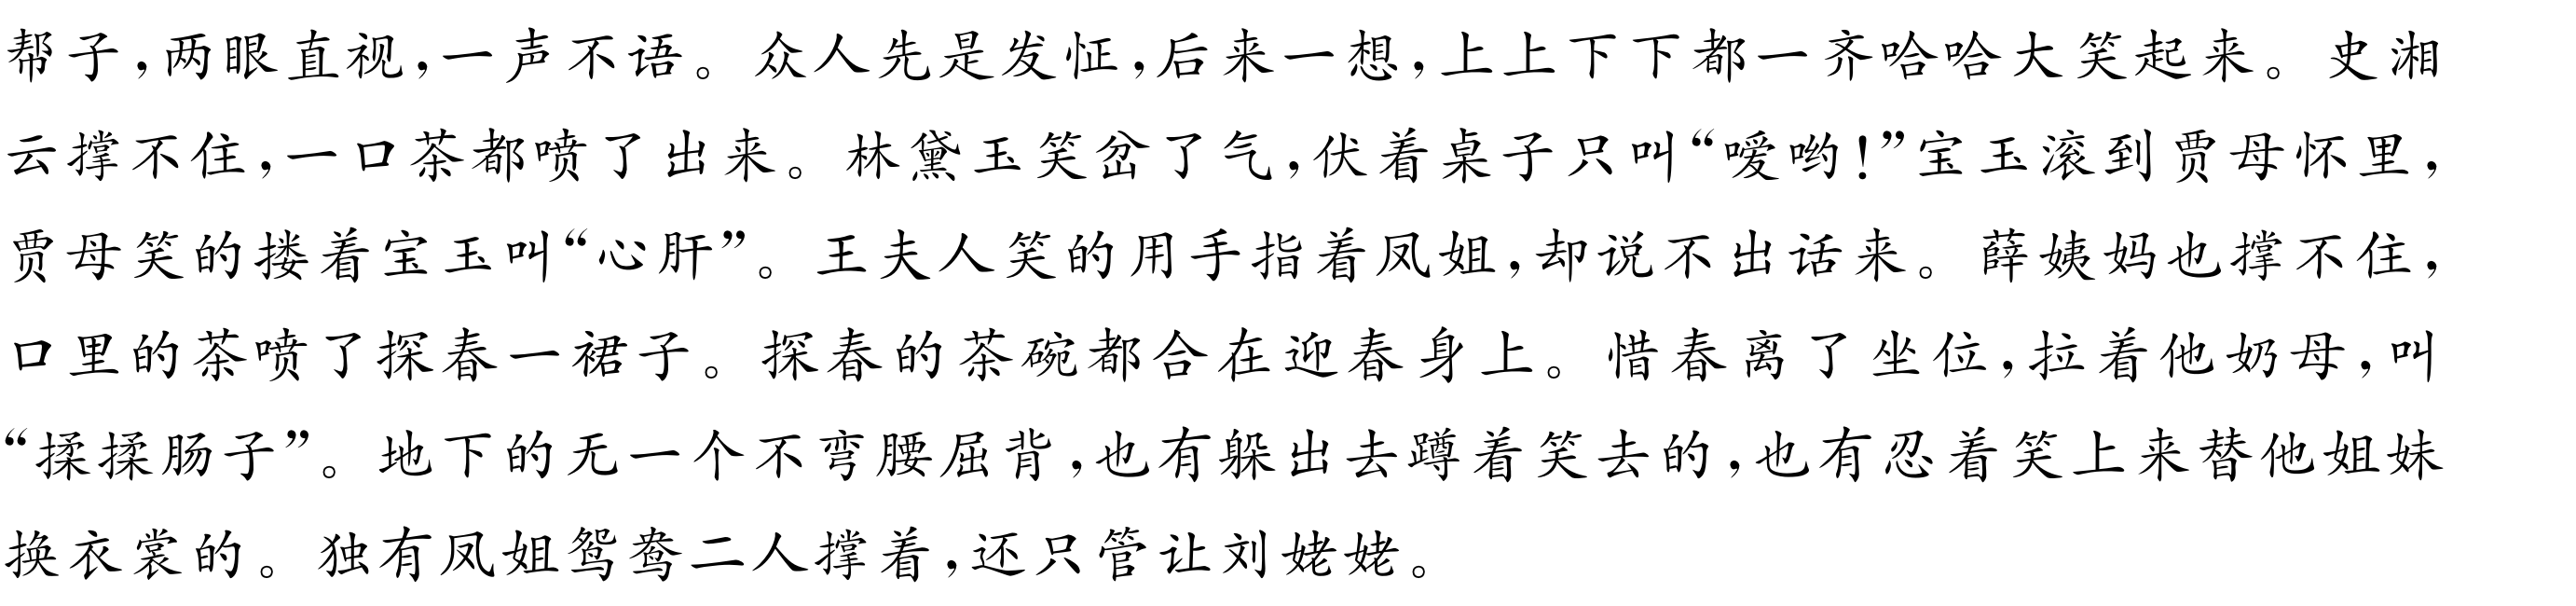 帮子,两眼直视,一声不语。众人先是发怔,后来一想,上上下下都一齐哈哈大笑起来。史湘
云撑不住,一口茶都喷了出来。林黛玉笑岔了气,伏着桌子只叫“嗳哟!”宝玉滚到贾母怀里,
贾母笑的搂着宝玉叫“心肝”。王夫人笑的用手指着凤姐,却说不出话来。薛姨妈也撑不住,
口里的茶喷了探春一裙子。探春的茶碗都合在迎春身上。惜春离了坐位,拉着他奶母,叫
“揉揉肠子”。地下的无一个不弯腰屈背,也有躲出去蹲着笑去的,也有忍着笑上来替他姐妹
换衣裳的。独有凤姐鸳鸯二人撑着,还只管让刘姥姥。